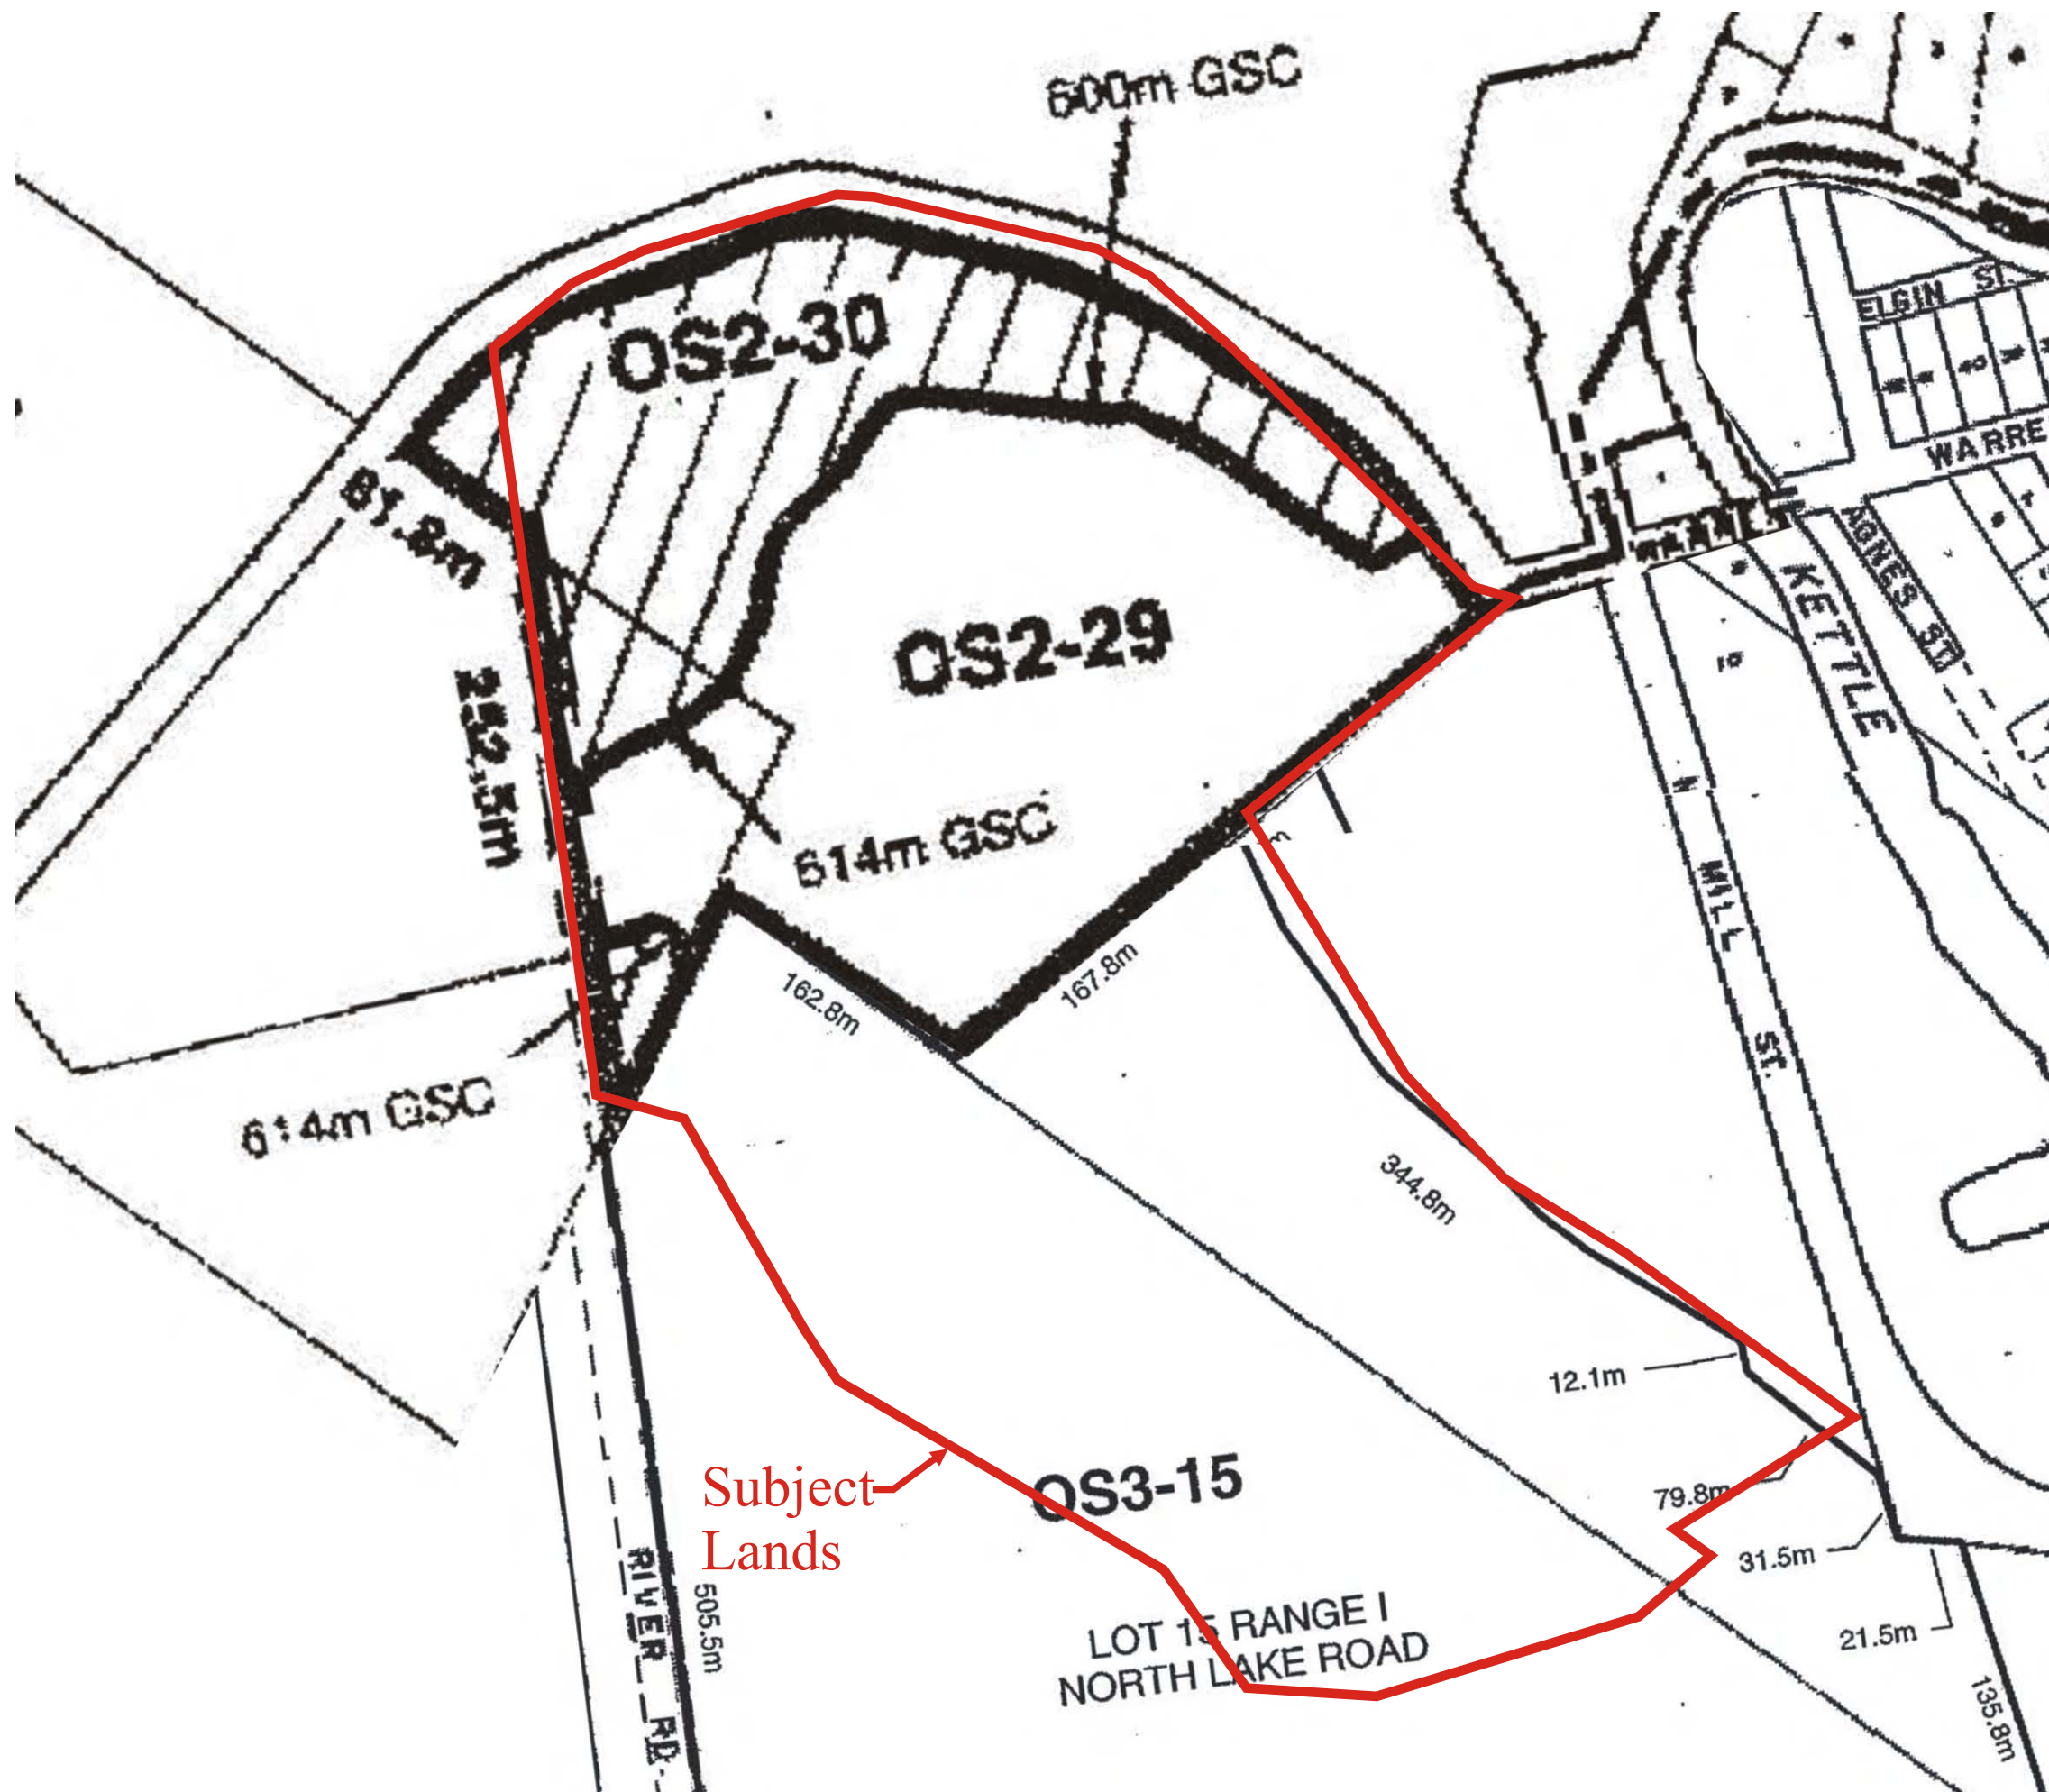 600m GSC
ELGIN ST.
OS2-30
WARRE
81.8m
AGNES ST.
KETTLE
OS2-29
252.5m
614m GSC
m
MILL ST.
162.8m
167.8m
614m GSC
344.8m
12.1m
OS3-15
Subject
Lands
79.8m
31.5m
RIVER RD.
505.5m
LOT 15 RANGE I
NORTH LAKE ROAD
21.5m
135.8m